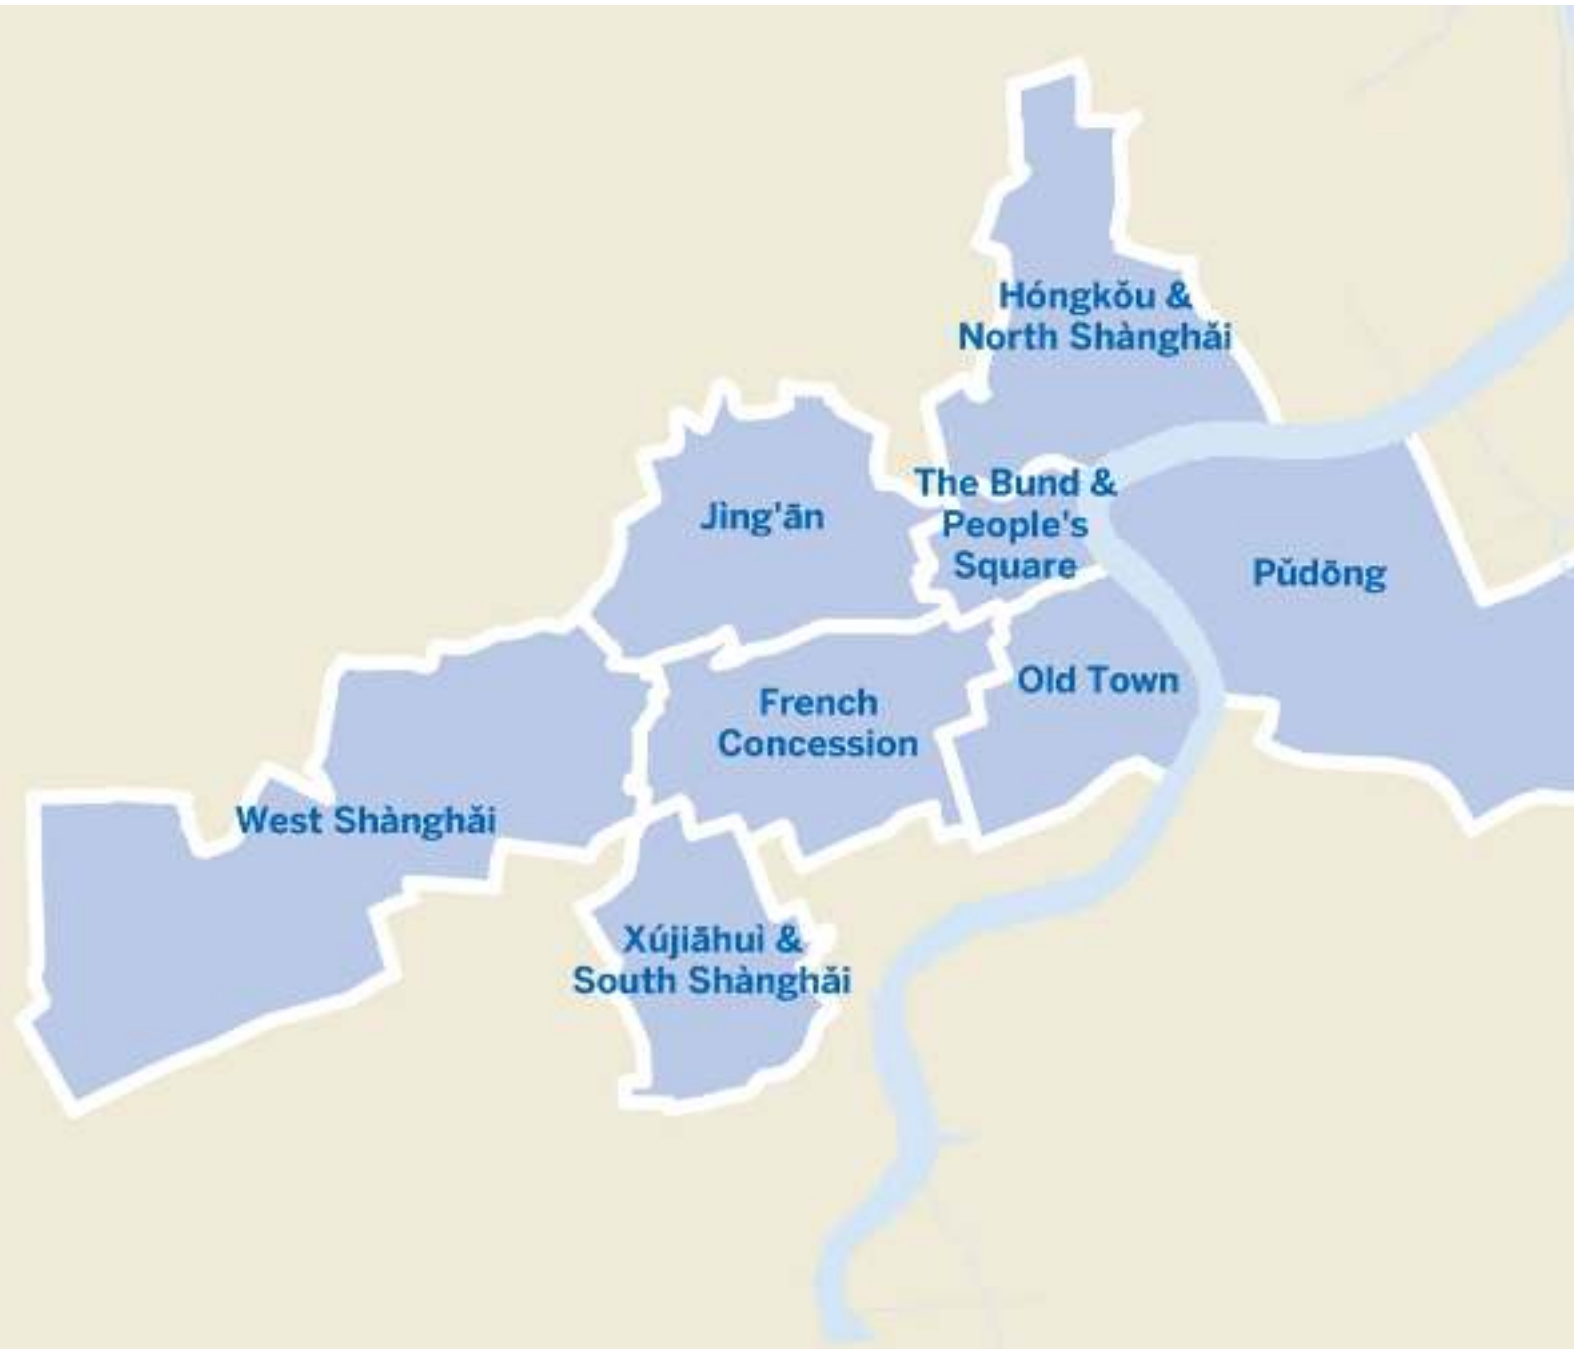 Hóngkǒu &
North Shànghǎi
Jìng'ān
The Bund &
People's
Square
Pǔdōng
Old Town
French
Concession
West Shànghǎi
Xújiāhuì &
South Shànghǎi